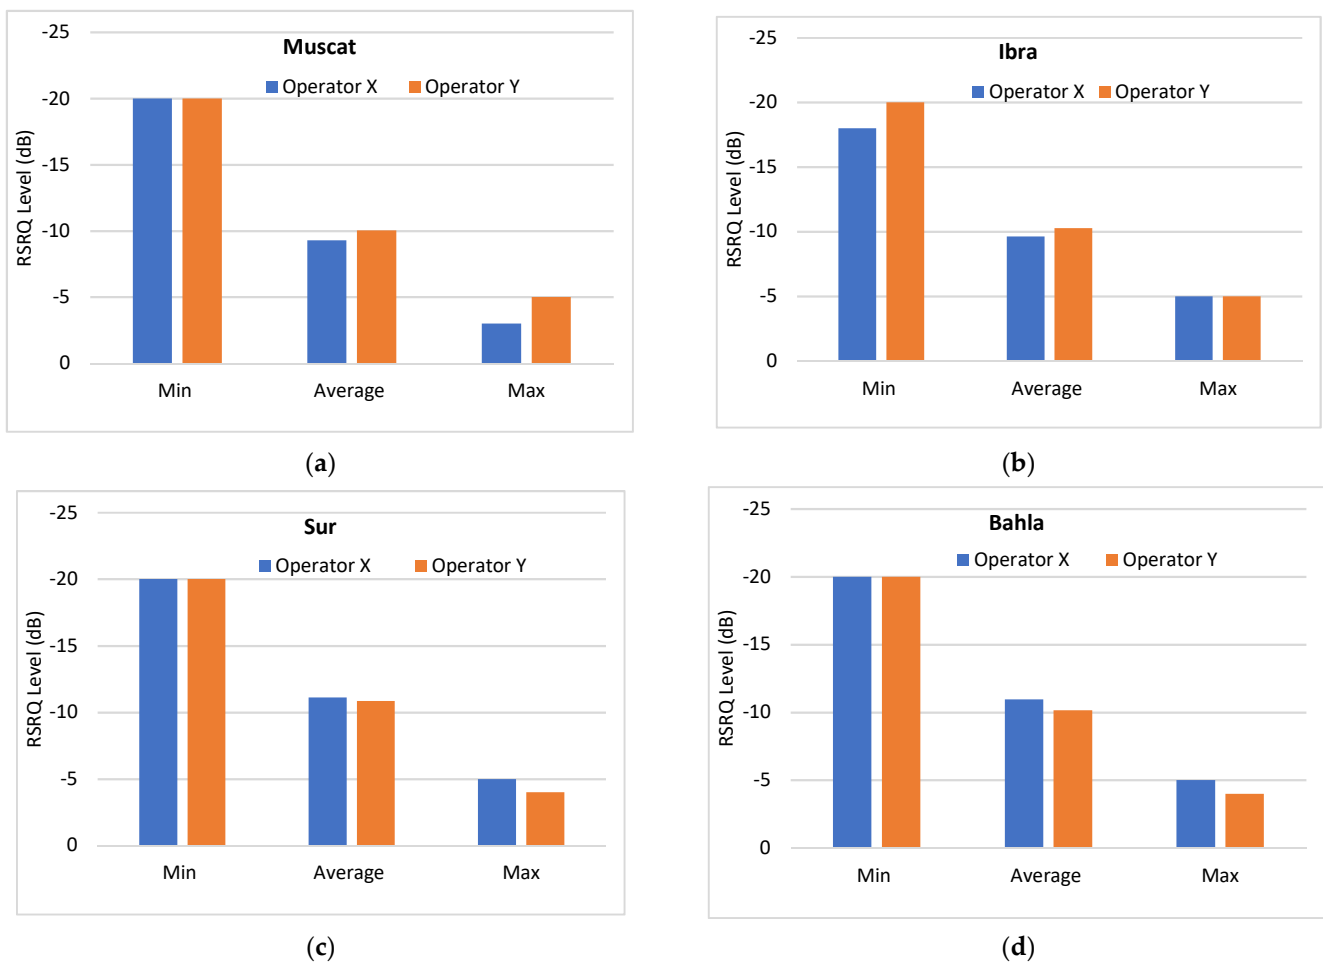 Muscat
Operator X Operator Y
RSRQ Level (dB)
-25
-20
-15
-10
-5
0
Min Average Max
(a)
Ibra
Operator X Operator Y
RSRQ Level (dB)
-25
-20
-15
-10
-5
0
Min Average Max
(b)
Sur
Operator X Operator Y
RSRQ Level (dB)
-25
-20
-15
-10
-5
0
Min Average Max
(c)
Bahla
Operator X Operator Y
RSRQ Level (dB)
-25
-20
-15
-10
-5
0
Min Average Max
(d)